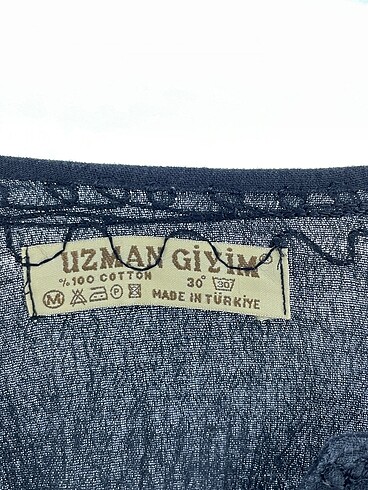 UZMAN GİYİM®
%100 COTTON 30° 30
M P MADE IN TÜRKİYE